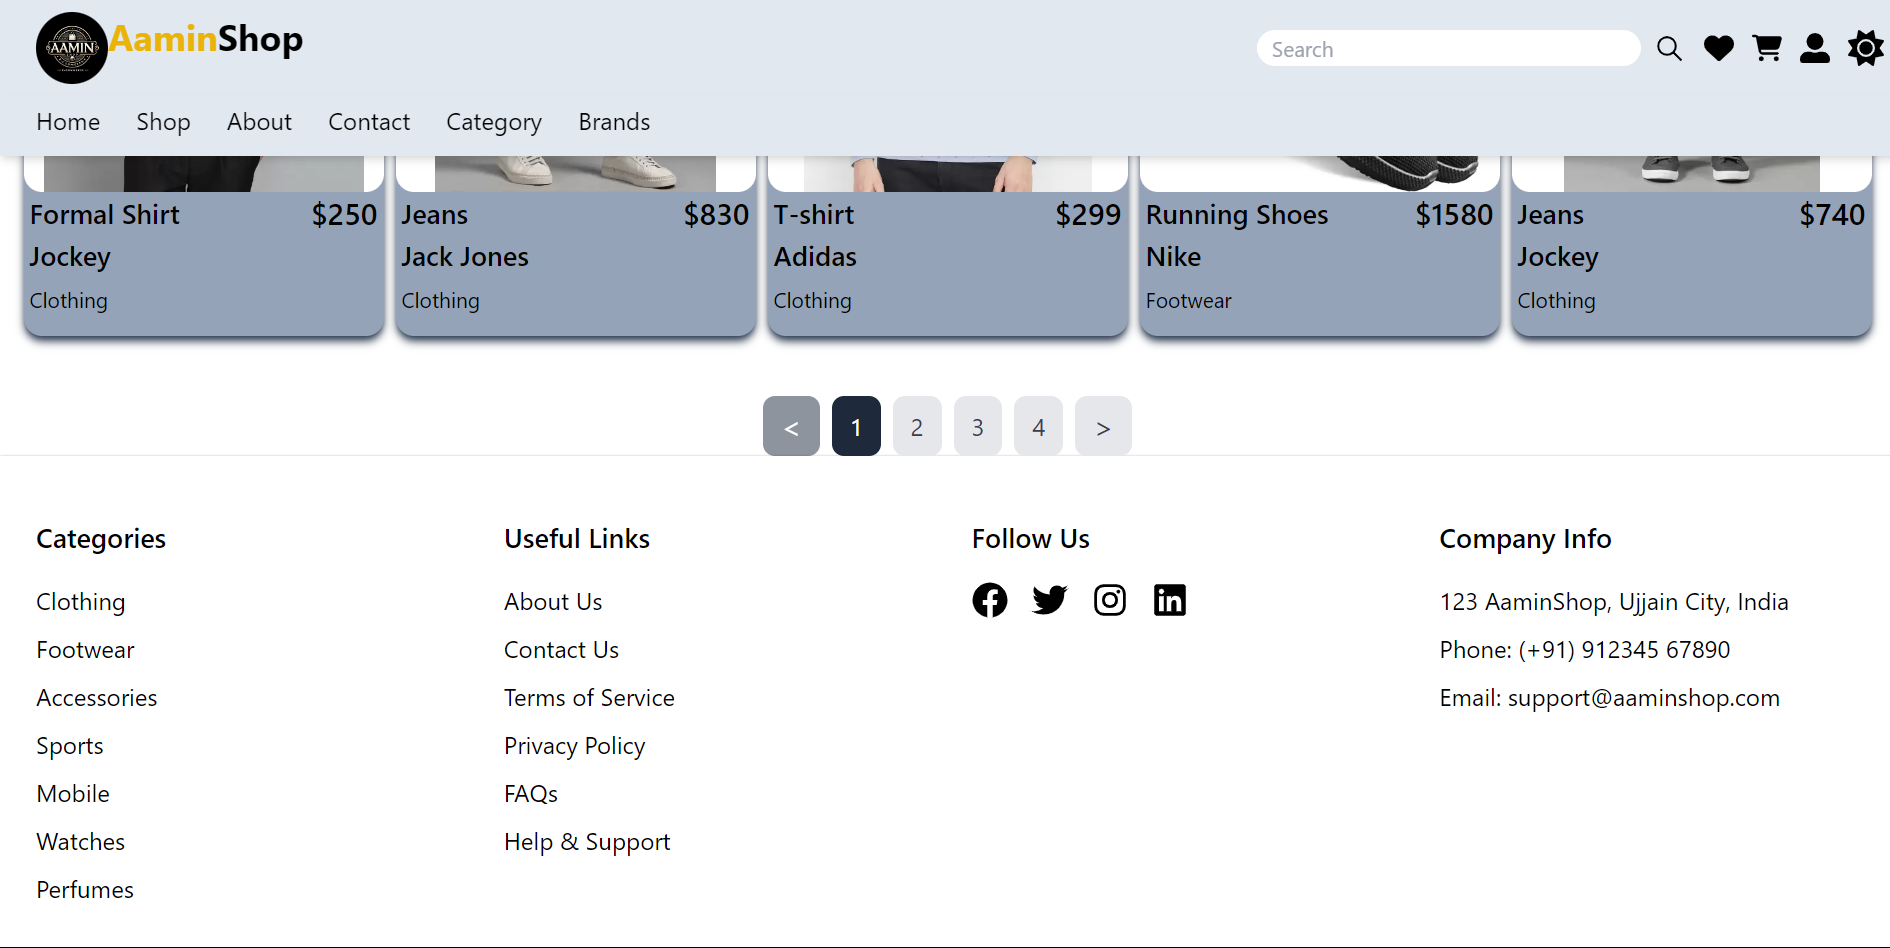 AAMIN
AaminShop
Search
Home Shop About Contact Category Brands
Formal Shirt $250
Jockey
Clothing
Jeans $830
Jack Jones
Clothing
T-shirt $299
Adidas
Clothing
Running Shoes $1580
Nike
Footwear
Jeans $740
Jockey
Clothing
< 1 2 3 4 >
Categories
Clothing
Footwear
Accessories
Sports
Mobile
Watches
Perfumes
Useful Links
About Us
Contact Us
Terms of Service
Privacy Policy
FAQs
Help & Support
Follow Us
Company Info
123 AaminShop, Ujjain City, India
Phone: (+91) 912345 67890
Email: support@aaminshop.com